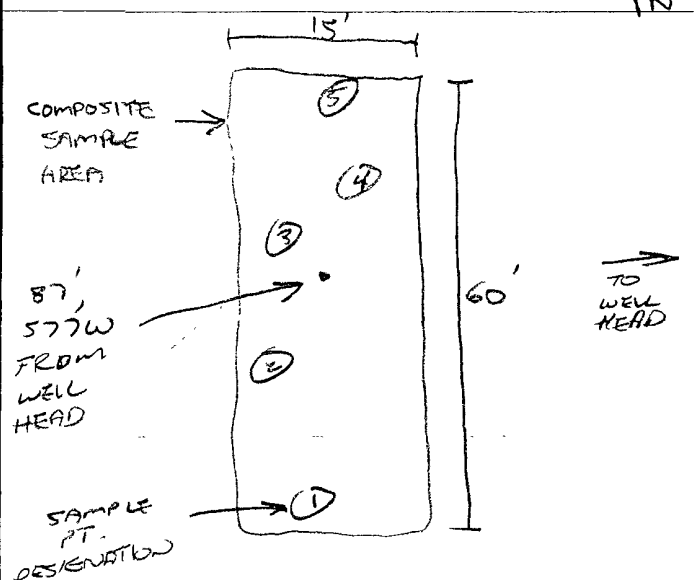 15'
COMPOSITE
SAMPLE
AREA
5
4
3
87',
S77W
FROM
WELL
HEAD
60'
TO
WELL
HEAD
2
SAMPLE
PT.
DESIGNATION
1